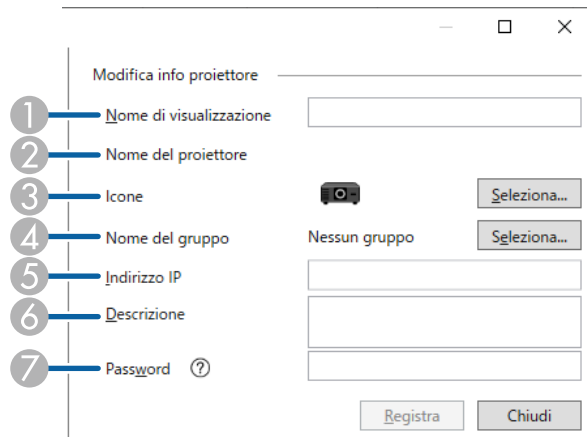 Modifica info proiettore
1 Nome di visualizzazione
2 Nome del proiettore
3 Icone Seleziona...
4 Nome del gruppo Nessun gruppo Seleziona...
5 Indirizzo IP
6 Descrizione
7 Password ?
Registra Chiudi